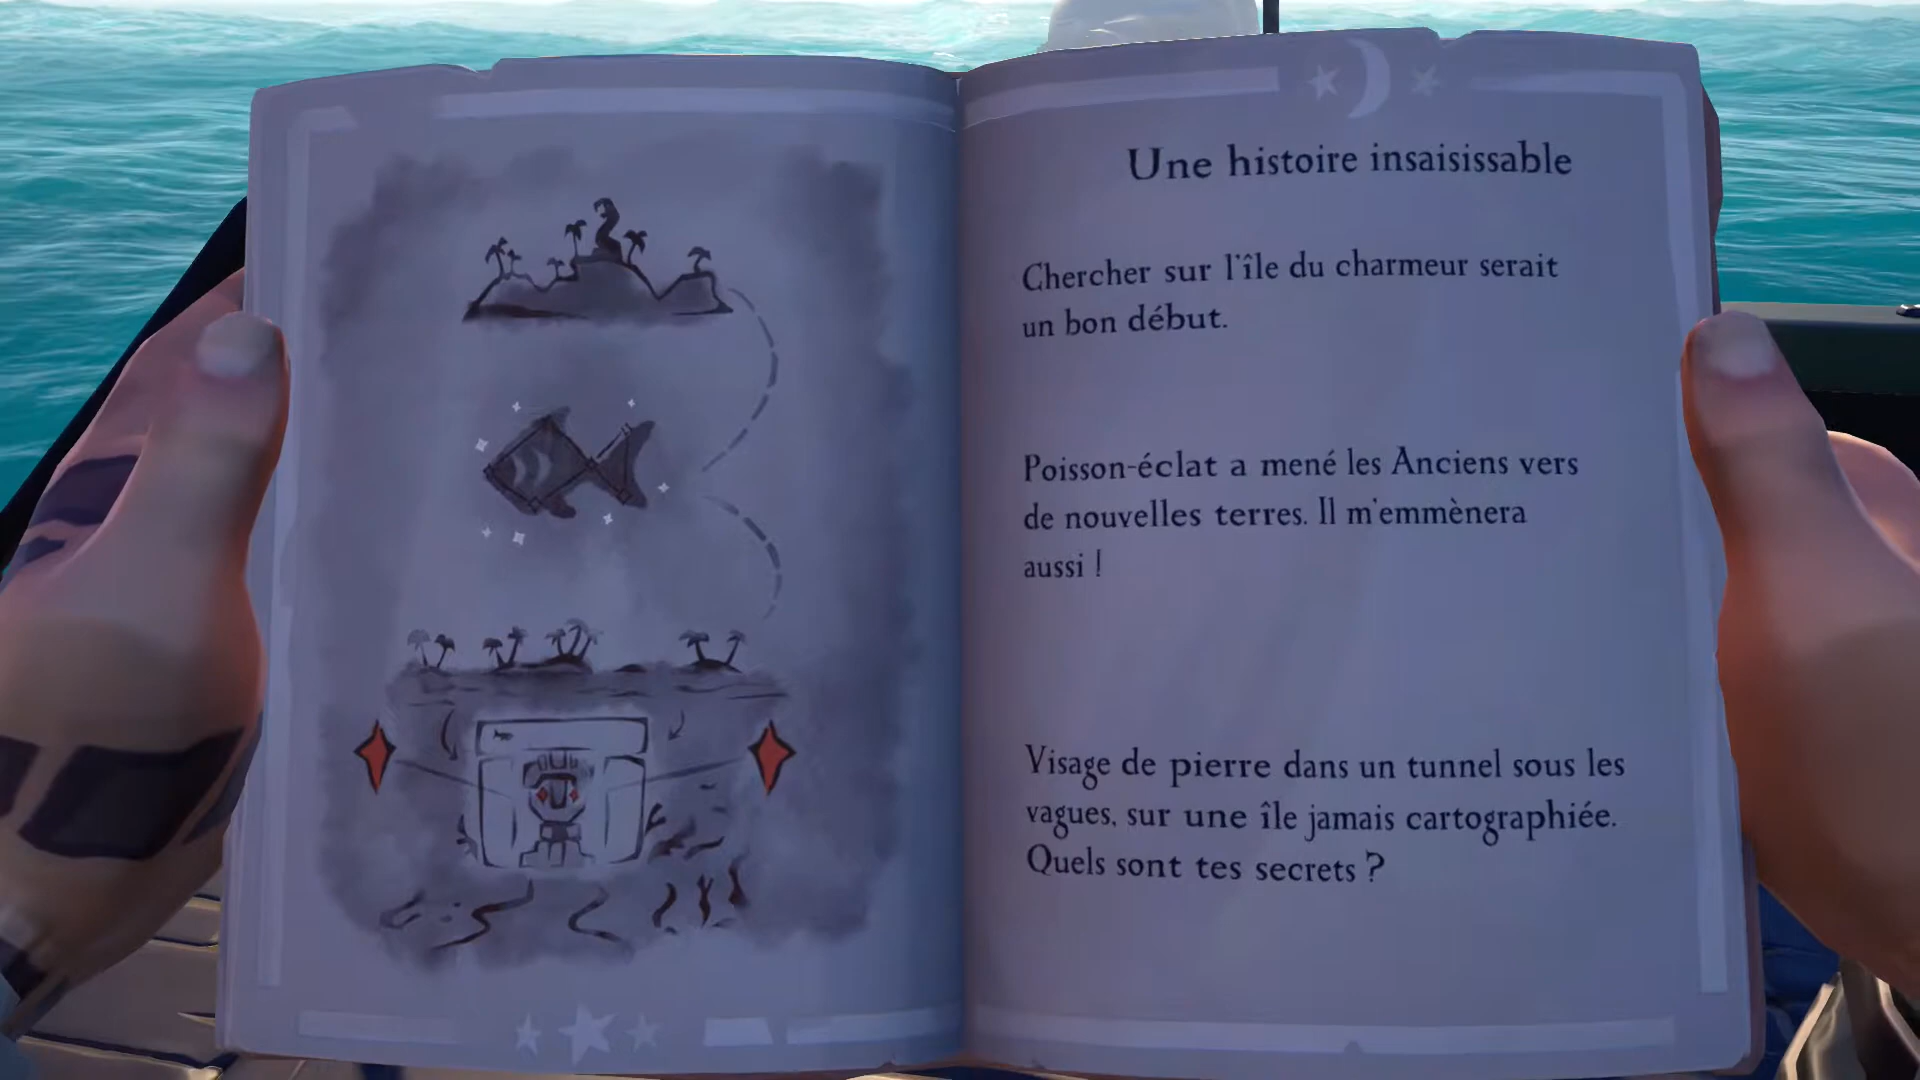 Une histoire insaisissable
Chercher sur l'île du charmeur serait
un bon début.
Poisson-éclat a mené les Anciens vers
de nouvelles terres. Il m'emmènera
aussi !
Visage de pierre dans un tunnel sous les
vagues, sur une île jamais cartographiée.
Quels sont tes secrets ?